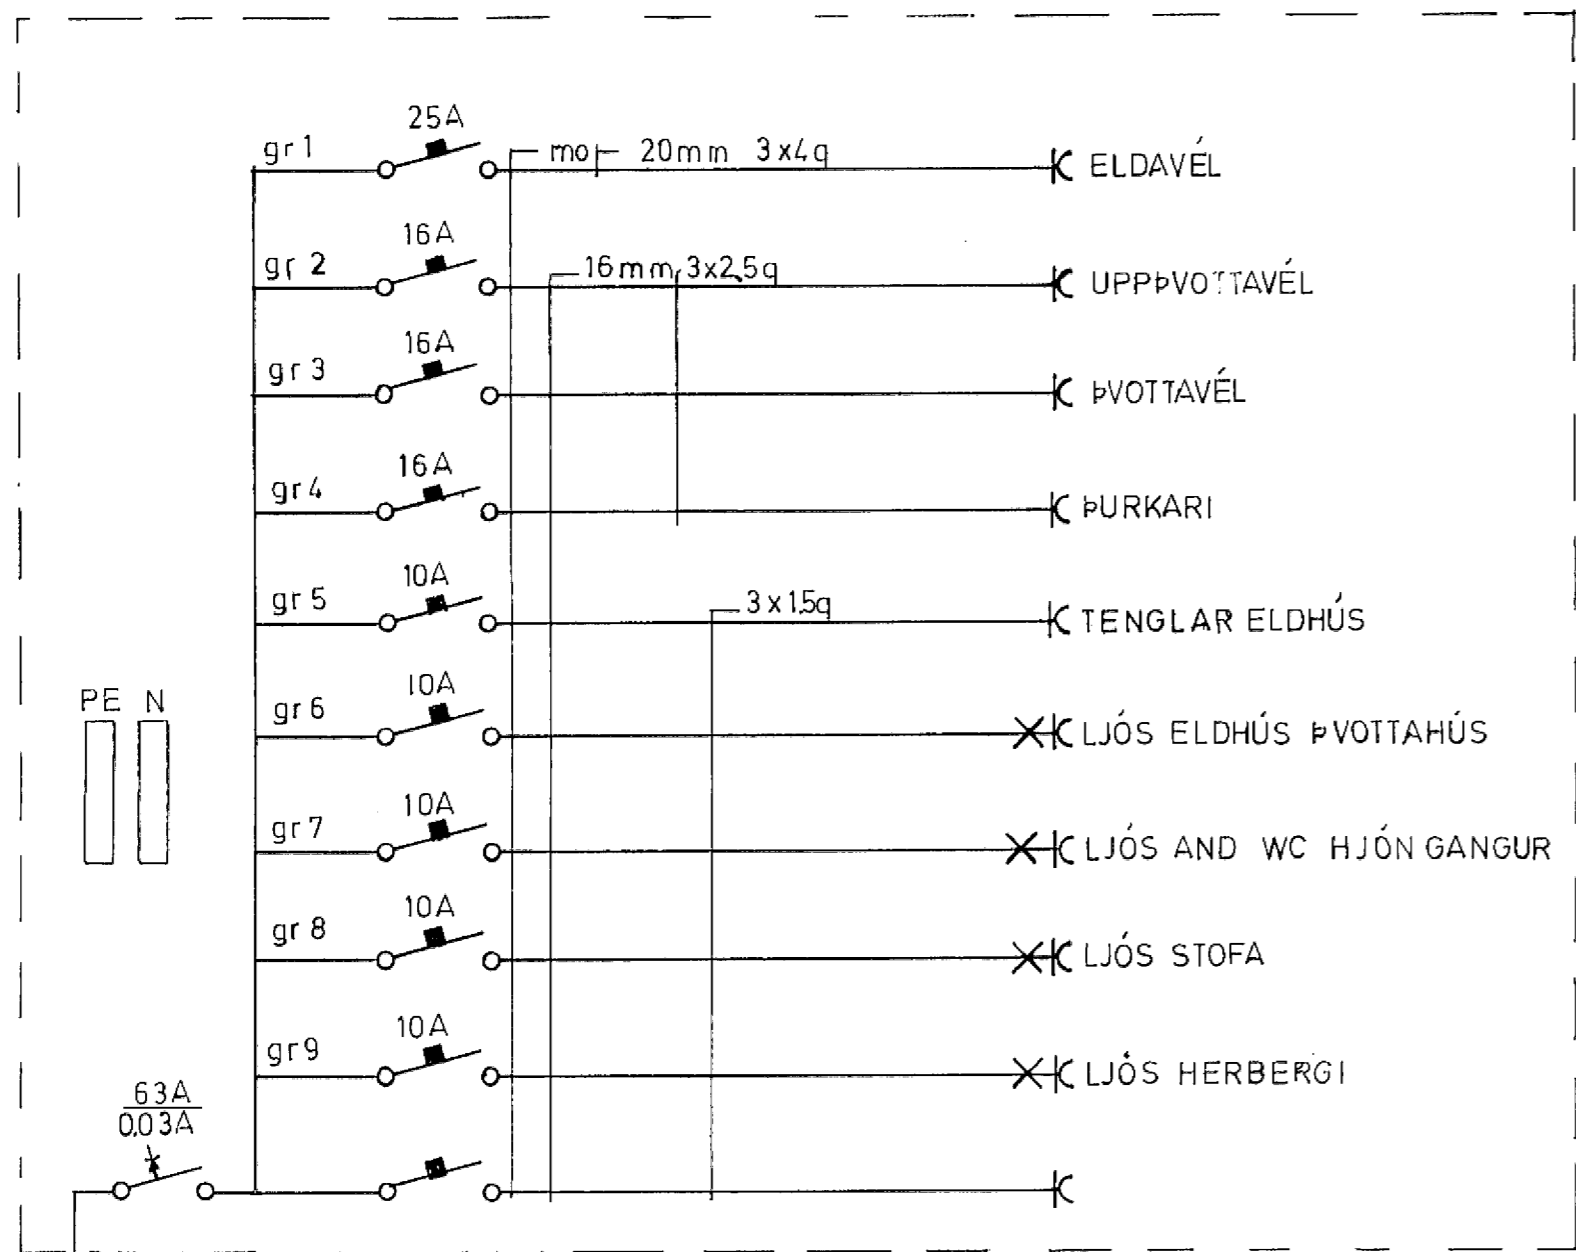 25A
gr 1 mo 20mm 3x4q ELDAVÉL
16A
gr 2 16mm 3x2,5q UPPÞVOTTAVÉL
16A
gr 3 ÞVOTTAVÉL
16A
gr 4 ÞURKARI
10A
gr 5 3x1,5q TENGLAR ELDHÚS
PE N
10A
gr 6 LJÓS ELDHÚS ÞVOTTAHÚS
10A
gr 7 LJÓS AND WC HJÓN GANGUR
10A
gr 8 LJÓS STOFA
10A
gr 9 LJÓS HERBERGI
63A
0,03A